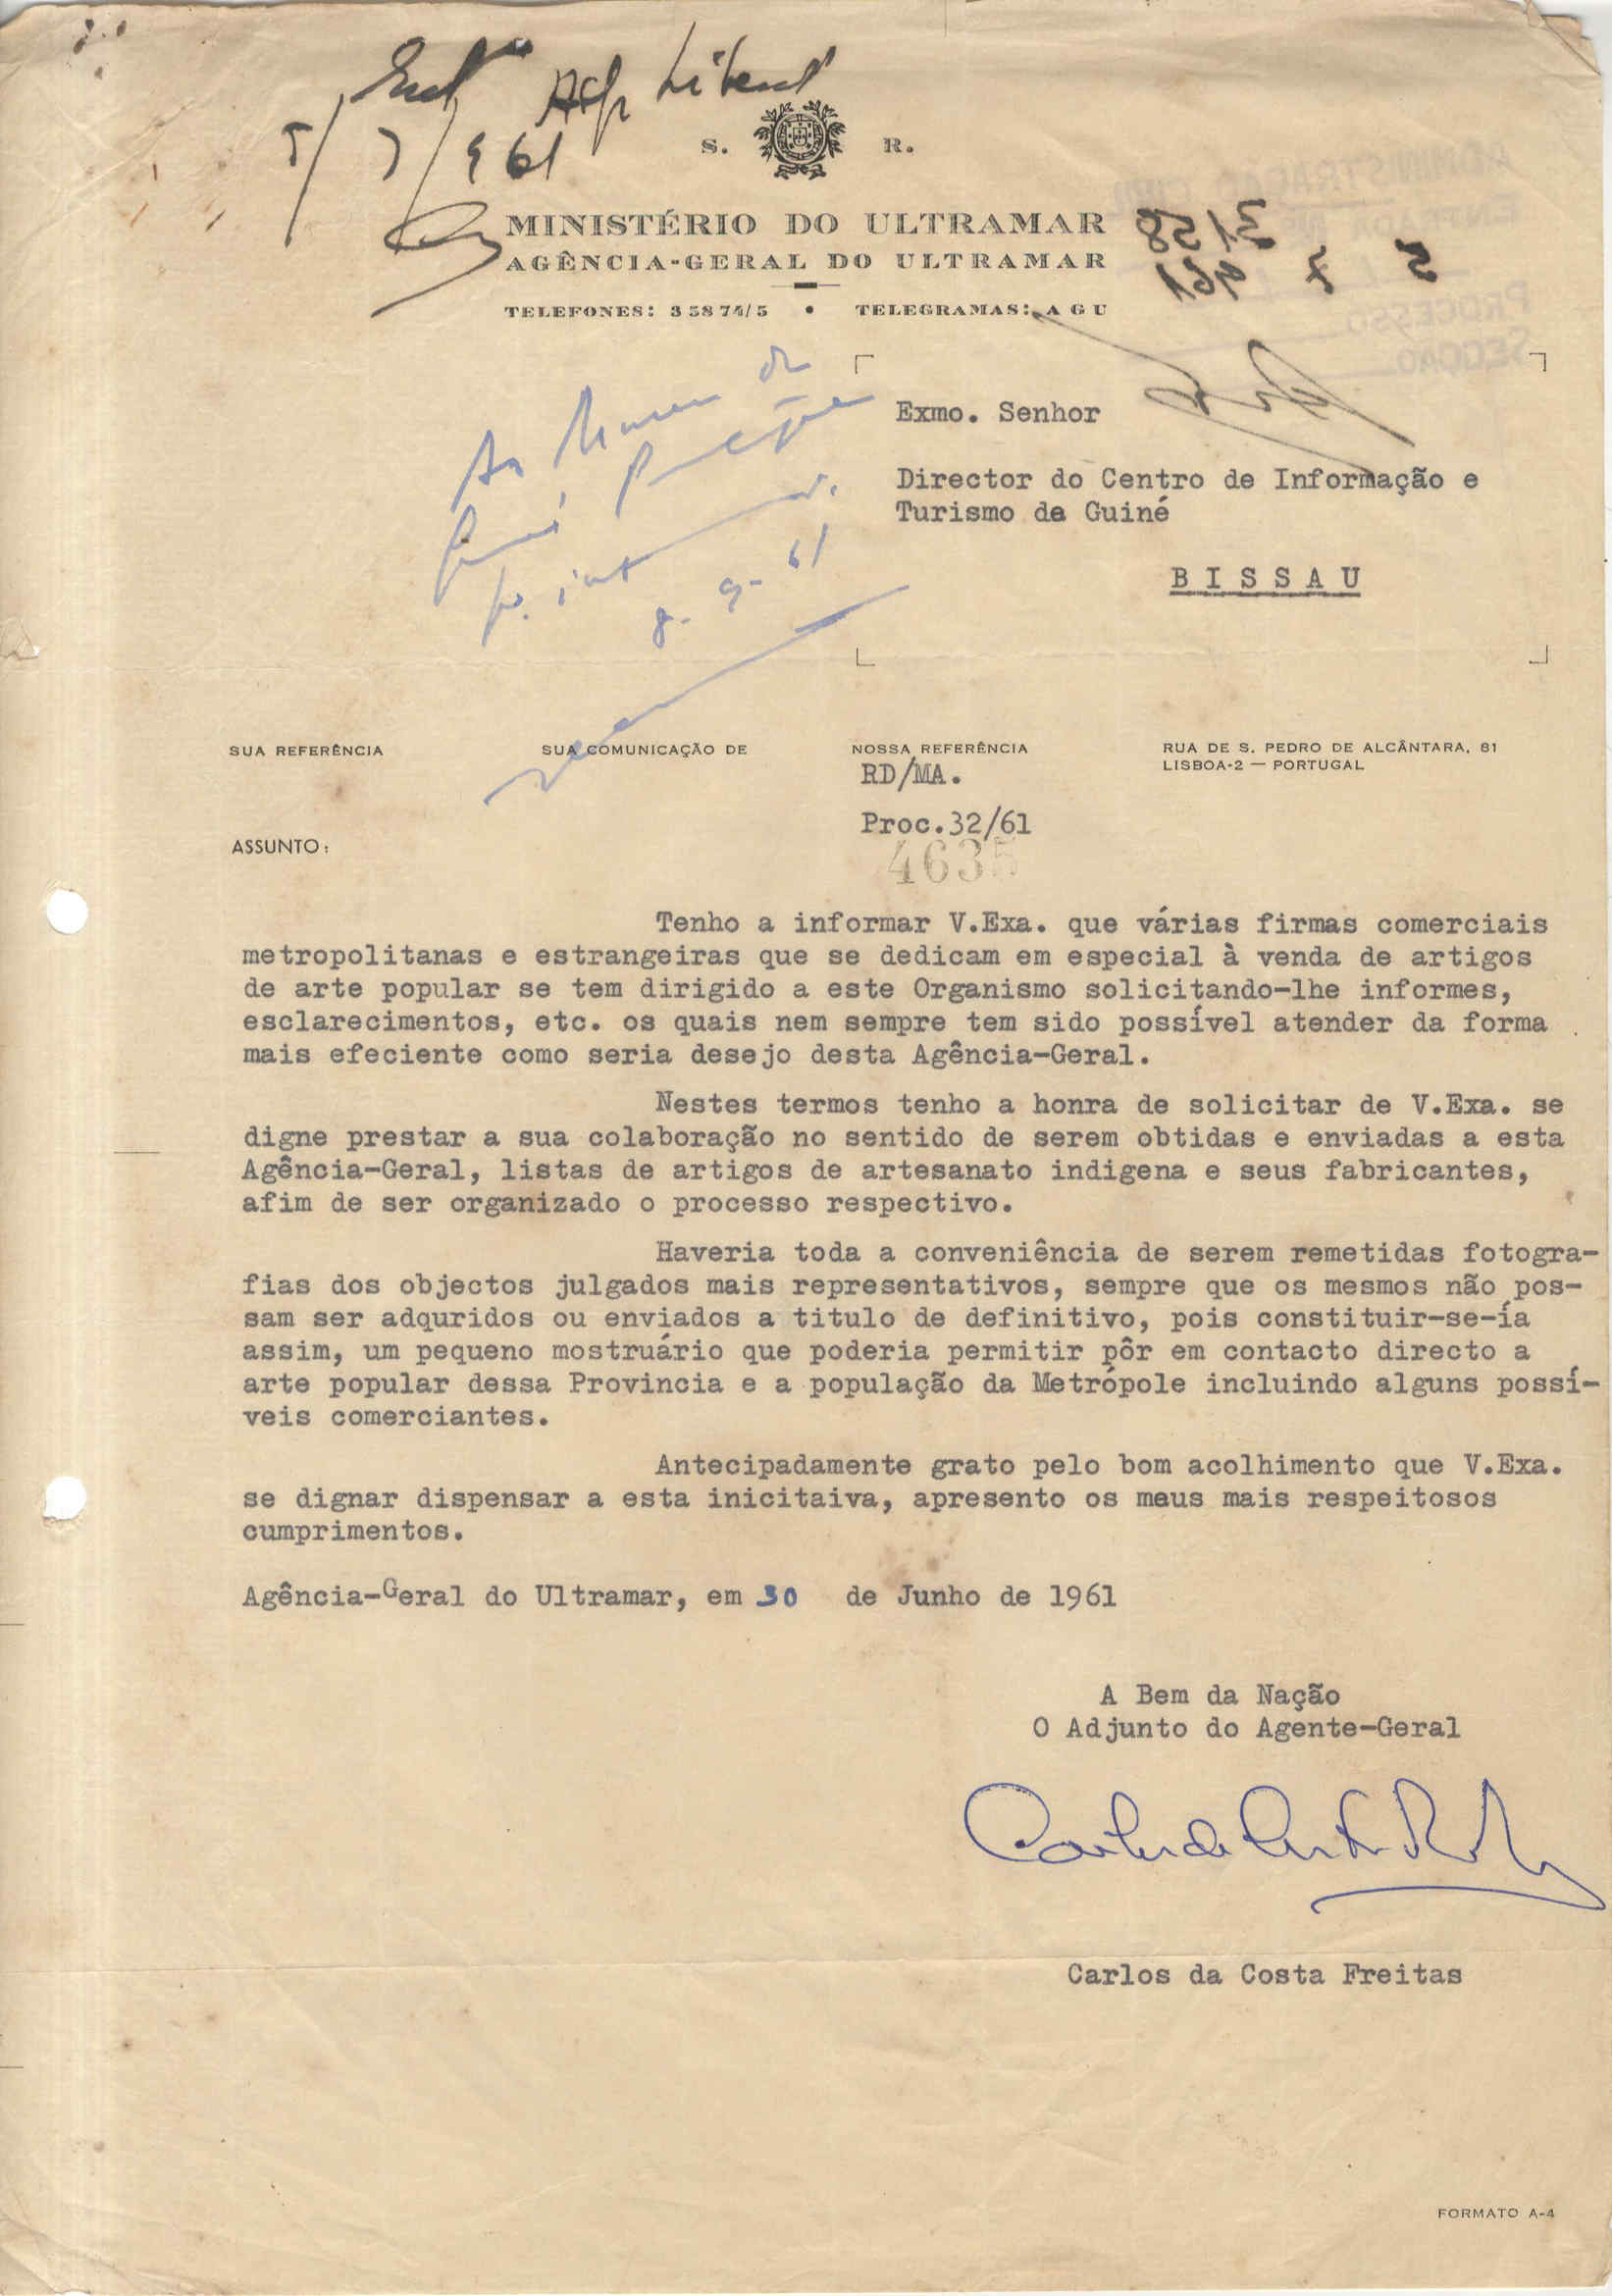 5/7/961
S. R.
MINISTÉRIO DO ULTRAMAR
AGÊNCIA-GERAL DO ULTRAMAR
TELEFONES: 35874/5 • TELEGRAMAS: AGU
Exmo. Senhor
Director do Centro de Informação e
Turismo da Guiné
BISSAU
Ao Museu da
Guiné
8-9-61
SUA REFERÊNCIA
SUA COMUNICAÇÃO DE
NOSSA REFERÊNCIA
RUA DE S. PEDRO DE ALCÂNTARA, 81
LISBOA-2 — PORTUGAL
RD/MA.
Proc.32/61
4635
ASSUNTO:
Tenho a informar V.Exa. que várias firmas comerciais
metropolitanas e estrangeiras que se dedicam em especial à venda de artigos
de arte popular se tem dirigido a este Organismo solicitando-lhe informes,
esclarecimentos, etc. os quais nem sempre tem sido possível atender da forma
mais efeciente como seria desejo desta Agência-Geral.
Nestes termos tenho a honra de solicitar de V.Exa. se
digne prestar a sua colaboração no sentido de serem obtidas e enviadas a esta
Agência-Geral, listas de artigos de artesanato indigena e seus fabricantes,
afim de ser organizado o processo respectivo.
Haveria toda a conveniência de serem remetidas fotogra-
fias dos objectos julgados mais representativos, sempre que os mesmos não pos-
sam ser adquridos ou enviados a titulo de definitivo, pois constituir-se-ía
assim, um pequeno mostruário que poderia permitir pôr em contacto directo a
arte popular dessa Provincia e a população da Metrópole incluindo alguns possí-
veis comerciantes.
Antecipadamente grato pelo bom acolhimento que V.Exa.
se dignar dispensar a esta inicitaiva, apresento os meus mais respeitosos
cumprimentos.
Agência-Geral do Ultramar, em 30 de Junho de 1961
A Bem da Nação
O Adjunto do Agente-Geral
Carlos da Costa Freitas
FORMATO A-4